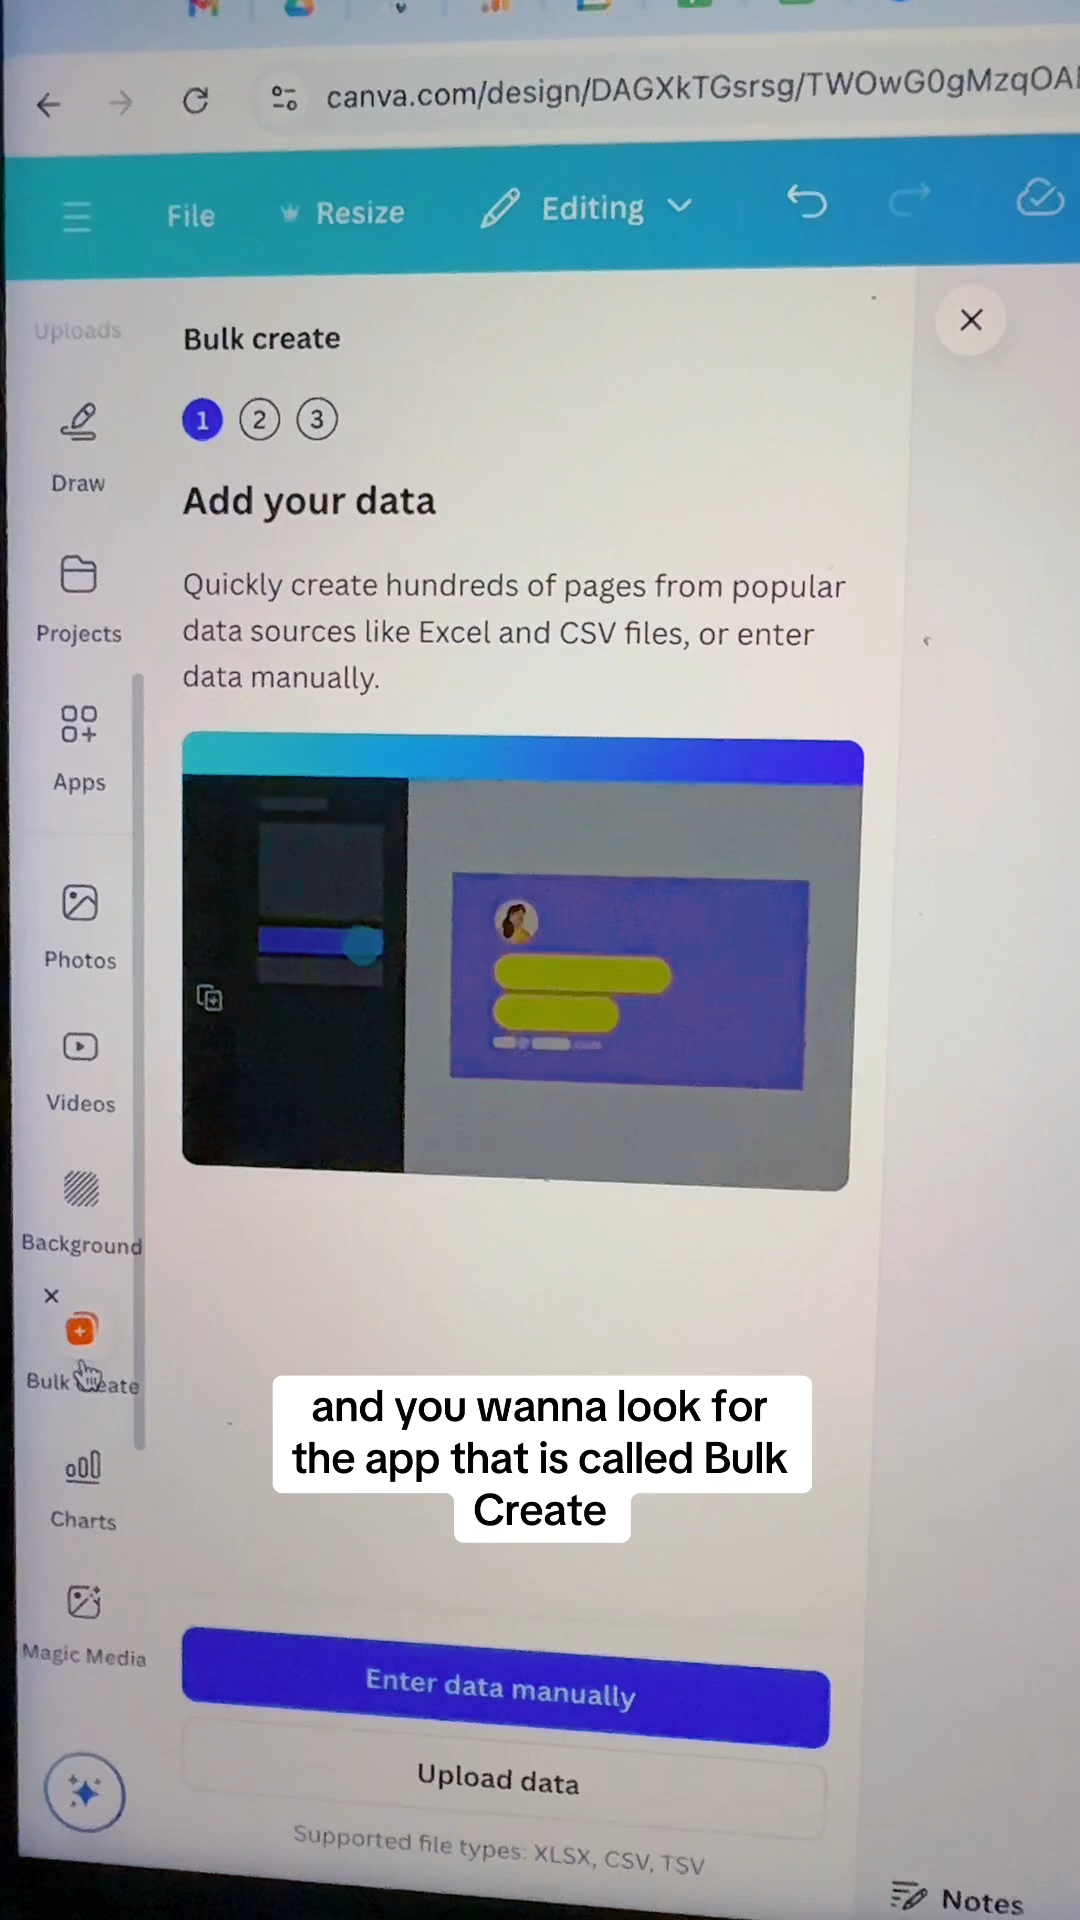 canva.com/design/DAGXkTGsrsg/TWOwG0gMzqOA
File
Resize
Editing
Uploads
Draw
Projects
Apps
Photos
Videos
Background
Bulk Create
Charts
Magic Media
Bulk create
1 2 3
Add your data
Quickly create hundreds of pages from popular
data sources like Excel and CSV files, or enter
data manually.
and you wanna look for
the app that is called Bulk
Create
Enter data manually
Upload data
Supported file types: XLSX, CSV, TSV
Notes